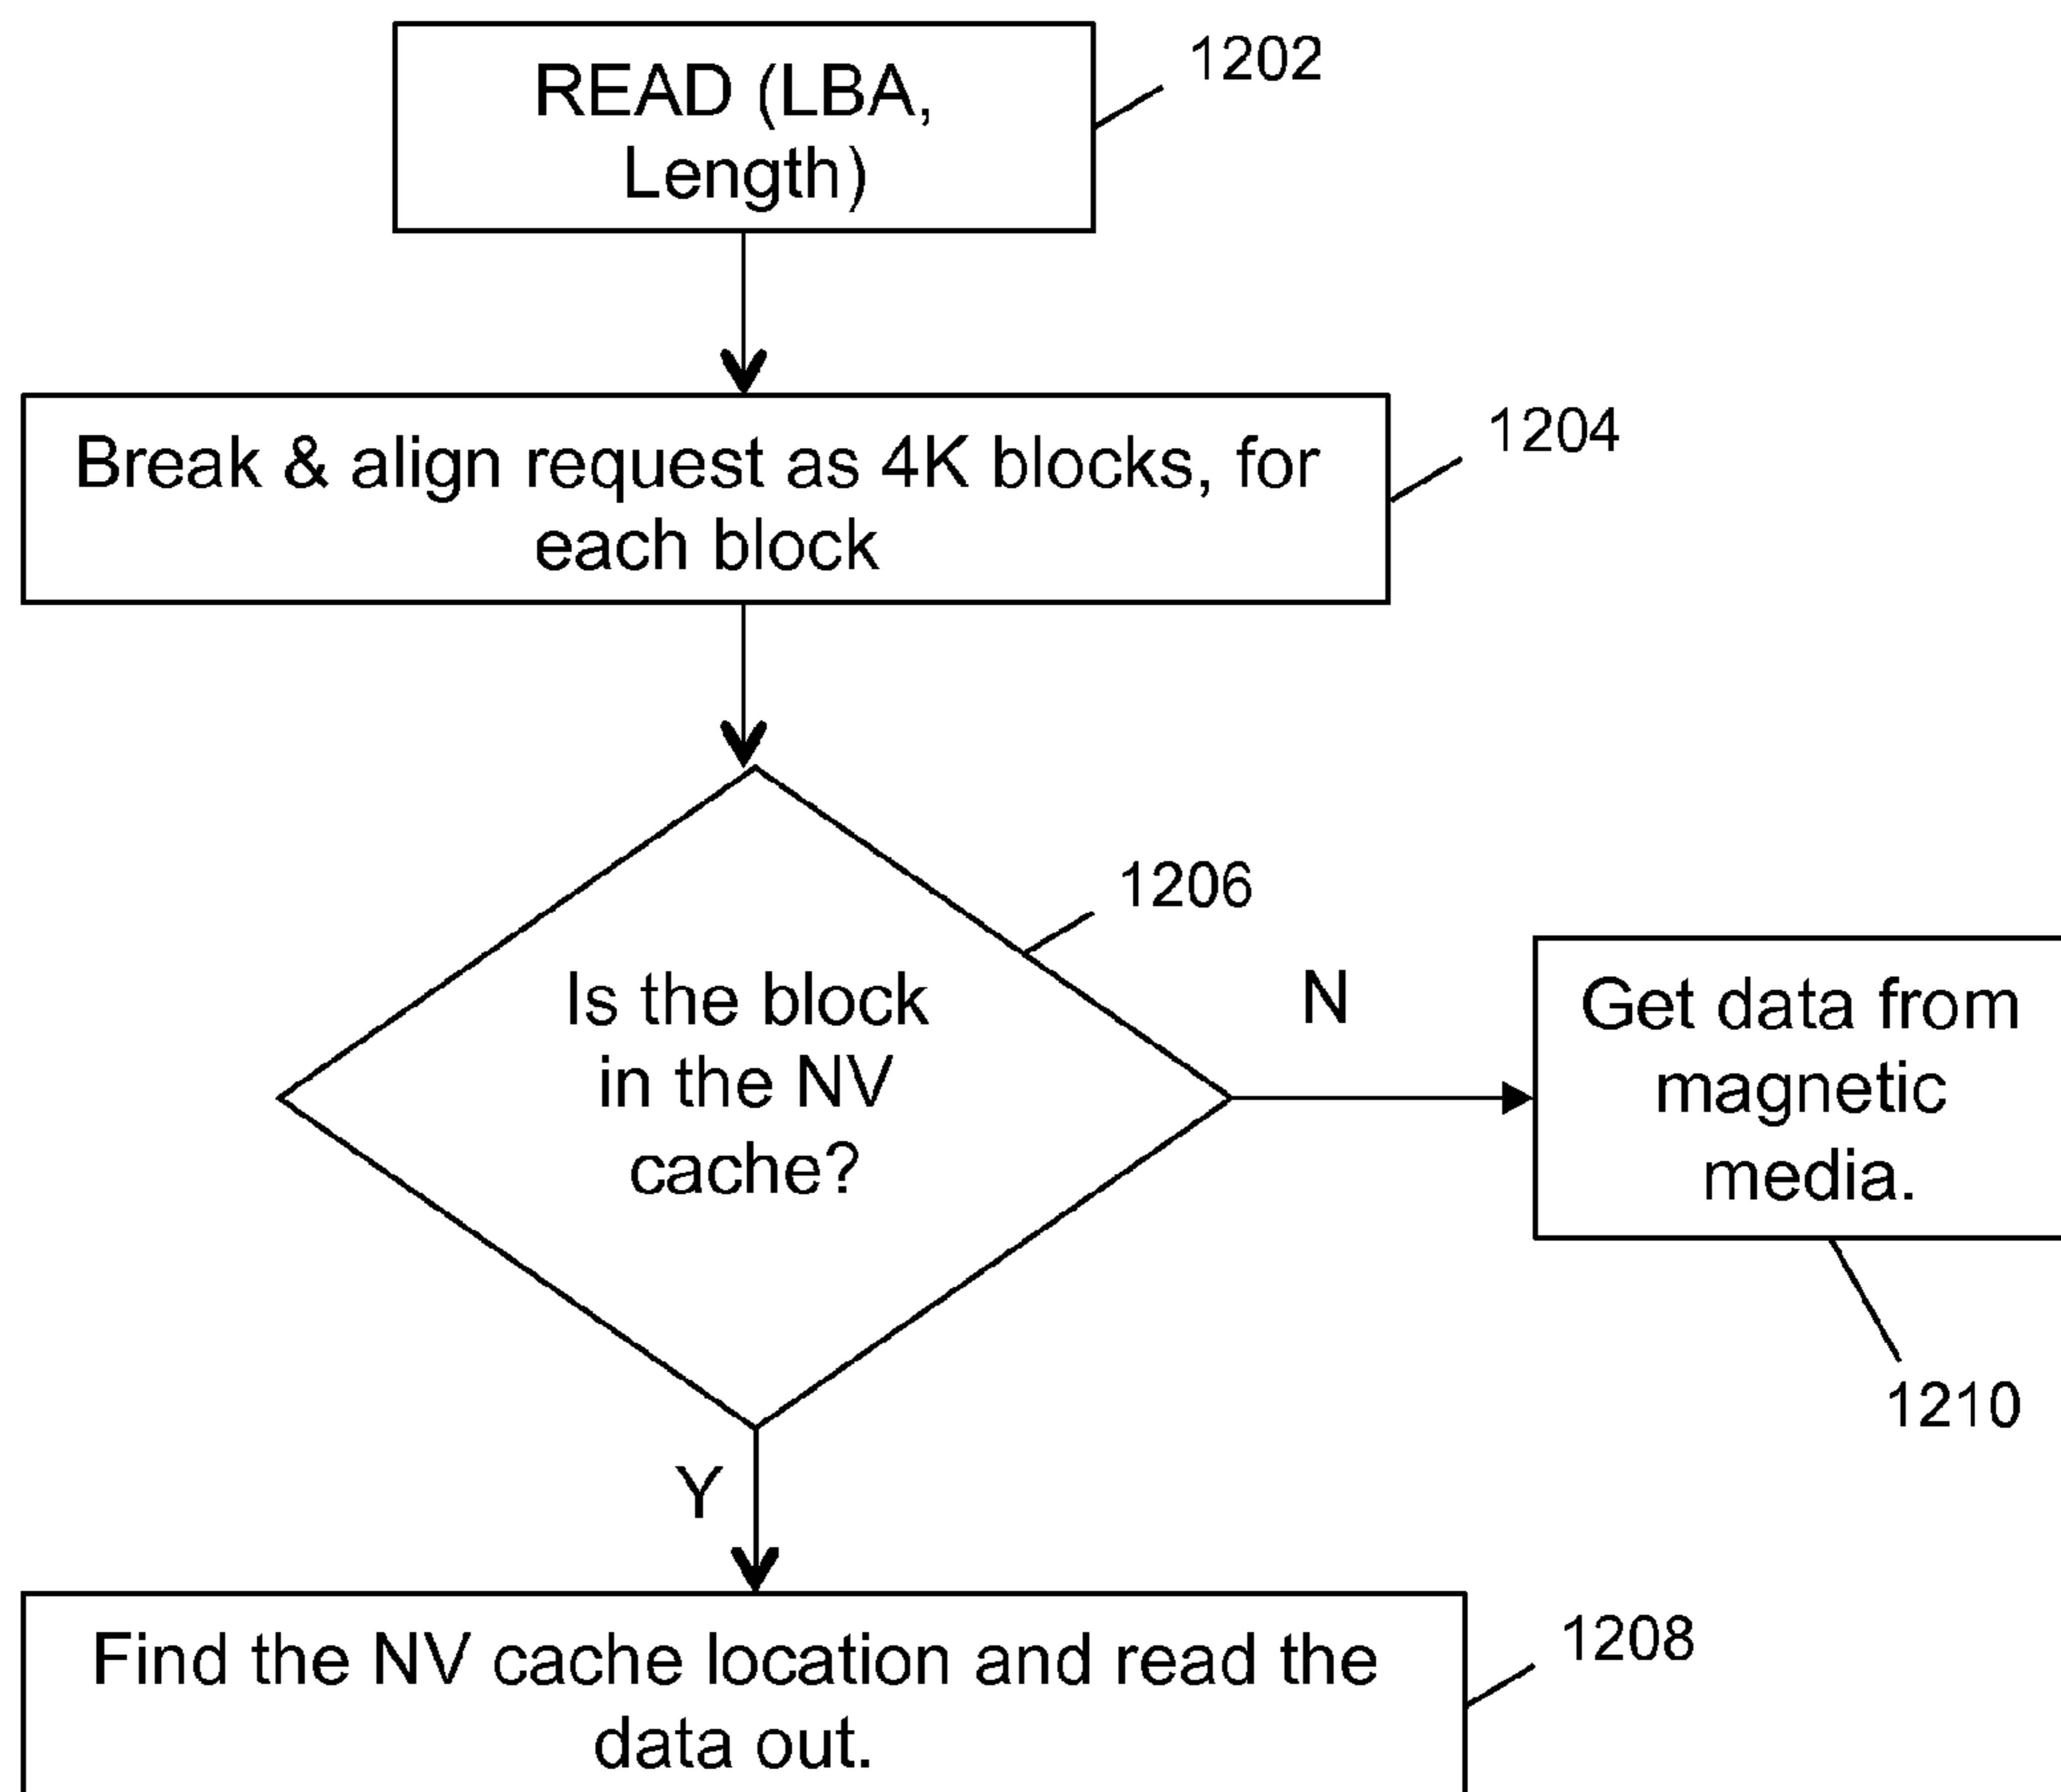 READ (LBA,
Length)
1202
Break & align request as 4K blocks, for
each block
1204
Is the block
in the NV
cache?
1206
N
Get data from
magnetic
media.
1210
Y
Find the NV cache location and read the
data out.
1208